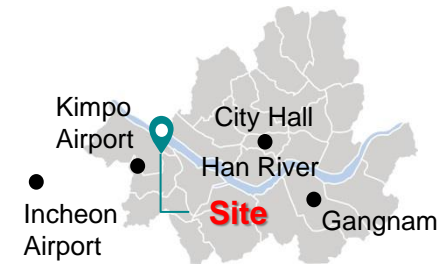 Kimpo
Airport
City Hall
Han River
Site
Gangnam
Incheon
Airport